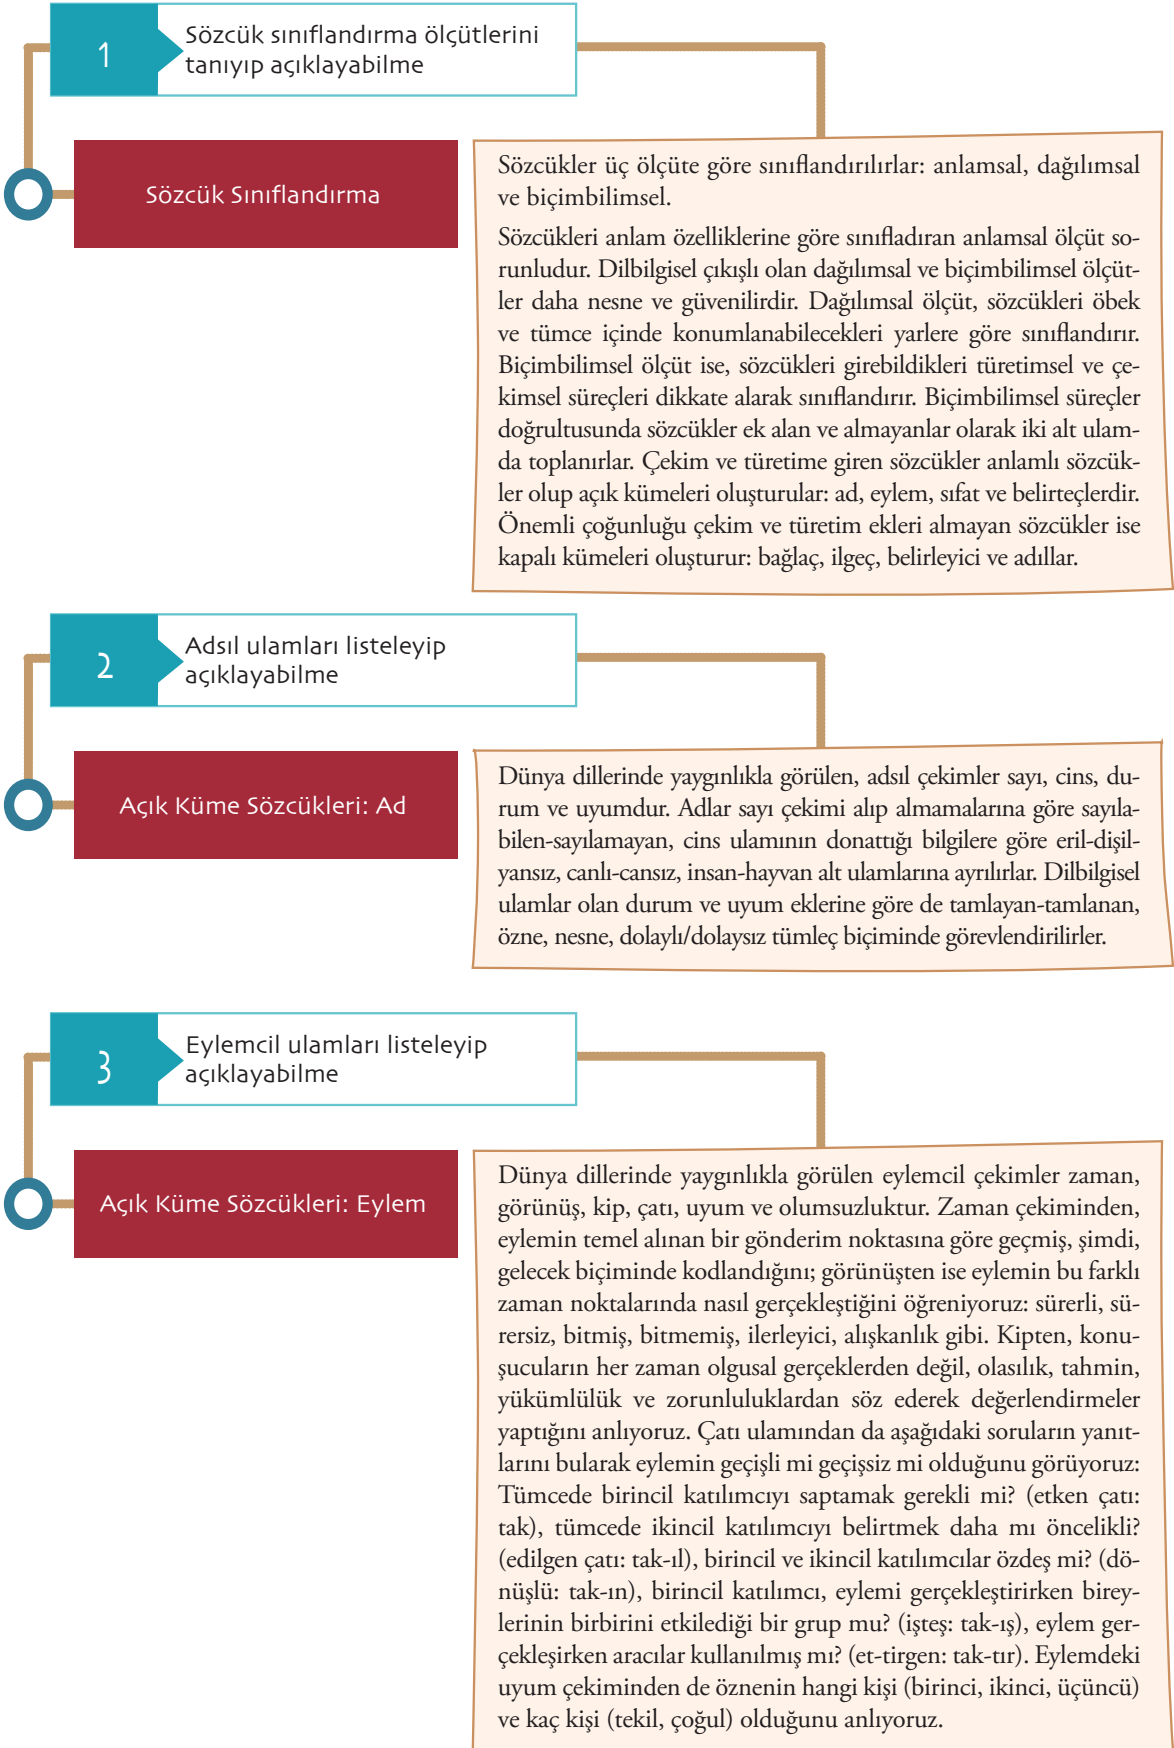 1
Sözcük sınıflandırma ölçütlerini
tanıyıp açıklayabilme
Sözcük Sınıflandırma
Sözcükler üç ölçüte göre sınıflandırılırlar: anlamsal, dağılımsal
ve biçimbilimsel.
Sözcükleri anlam özelliklerine göre sınıfladıran anlamsal ölçüt so-
runludur. Dilbilgisel çıkışlı olan dağılımsal ve biçimbilimsel ölçüt-
ler daha nesne ve güvenilirdir. Dağılımsal ölçüt, sözcükleri öbek
ve tümce içinde konumlanabilecekleri yarlere göre sınıflandırır.
Biçimbilimsel ölçüt ise, sözcükleri girebildikleri türetimsel ve çe-
kimsel süreçleri dikkate alarak sınıflandırır. Biçimbilimsel süreçler
doğrultusunda sözcükler ek alan ve almayanlar olarak iki alt ulam-
da toplanırlar. Çekim ve türetime giren sözcükler anlamlı sözcük-
ler olup açık kümeleri oluşturular: ad, eylem, sıfat ve belirteçlerdir.
Önemli çoğunluğu çekim ve türetim ekleri almayan sözcükler ise
kapalı kümeleri oluşturur: bağlaç, ilgeç, belirleyici ve adıllar.
2
Adsıl ulamları listeleyip
açıklayabilme
Açık Küme Sözcükleri: Ad
Dünya dillerinde yaygınlıkla görülen, adsıl çekimler sayı, cins, du-
rum ve uyumdur. Adlar sayı çekimi alıp almamalarına göre sayıla-
bilen-sayılamayan, cins ulamının donattığı bilgilere göre eril-dişil-
yansız, canlı-cansız, insan-hayvan alt ulamlarına ayrılırlar. Dilbilgisel
ulamlar olan durum ve uyum eklerine göre de tamlayan-tamlanan,
özne, nesne, dolaylı/dolaysız tümleç biçiminde görevlendirilirler.
3
Eylemcil ulamları listeleyip
açıklayabilme
Açık Küme Sözcükleri: Eylem
Dünya dillerinde yaygınlıkla görülen eylemcil çekimler zaman,
görünüş, kip, çatı, uyum ve olumsuzluktur. Zaman çekiminden,
eylemin temel alınan bir gönderim noktasına göre geçmiş, şimdi,
gelecek biçiminde kodlandığını; görünüşten ise eylemin bu farklı
zaman noktalarında nasıl gerçekleştiğini öğreniyoruz: sürerli, sü-
rersiz, bitmiş, bitmemiş, ilerleyici, alışkanlık gibi. Kipten, konu-
şucuların her zaman olgusal gerçeklerden değil, olasılık, tahmin,
yükümlülük ve zorunluluklardan söz ederek değerlendirmeler
yaptığını anlıyoruz. Çatı ulamından da aşağıdaki soruların yanıt-
larını bularak eylemin geçişli mi geçişsiz mi olduğunu görüyoruz:
Tümcede birincil katılımcıyı saptamak gerekli mi? (etken çatı:
tak), tümcede ikincil katılımcıyı belirtmek daha mı öncelikli?
(edilgen çatı: tak-ıl), birincil ve ikincil katılımcılar özdeş mi? (dö-
nüşlü: tak-ın), birincil katılımcı, eylemi gerçekleştirirken birey-
lerinin birbirini etkilediği bir grup mu? (işteş: tak-ış), eylem ger-
çekleşirken aracılar kullanılmış mı? (et-tirgen: tak-tır). Eylemdeki
uyum çekiminden de öznenin hangi kişi (birinci, ikinci, üçüncü)
ve kaç kişi (tekil, çoğul) olduğunu anlıyoruz.